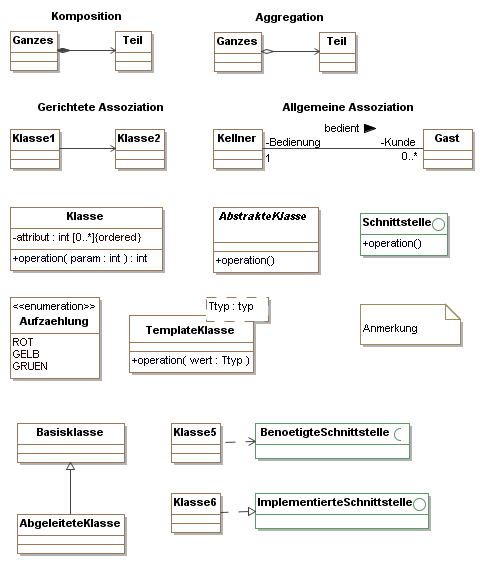 Komposition
Aggregation
Ganzes
Teil
Ganzes
Teil
Gerichtete Assoziation
Allgemeine Assoziation
Klasse1
Klasse2
Kellner
bedient
-Bedienung
-Kunde
1
0..*
Gast
Klasse
-attribut : int [0..*]{ordered}
+operation( param : int ) : int
AbstrakteKlasse
+operation()
Schnittstelle
+operation()
<<enumeration>>
Aufzaehlung
ROT
GELB
GRUEN
Ttyp : typ
TemplateKlasse
+operation( wert : Ttyp )
Anmerkung
Basisklasse
AbgeleiteteKlasse
Klasse5
BenoetigteSchnittstelle
Klasse6
ImplementierteSchnittstelle